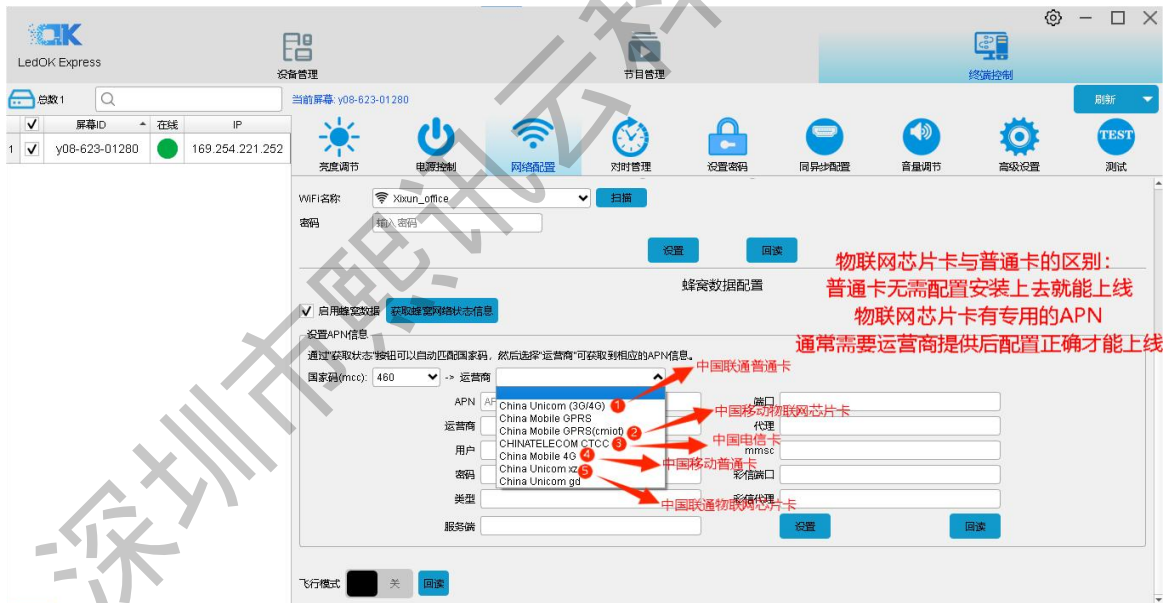 LedOK Express
设备管理
节目管理
终端控制
总数1
当前屏幕: y08-623-01280
刷新
屏幕ID
在线
IP
1
y08-623-01280
169.254.221.252
亮度调节
电源控制
网络配置
对时管理
设置密码
同异步配置
音量调节
高级设置
TEST
测试
WiFi名称
Xixun_office
扫描
密码
输入密码
设置
回读
物联网芯片卡与普通卡的区别:
普通卡无需配置安装上去就能上线
物联网芯片卡有专用的APN
通常需要运营商提供后配置正确才能上线
蜂窝数据配置
启用蜂窝数据
获取蜂窝网络状态信息
设置APN信息
通过"获取状态"按钮可以自动匹配国家码，然后选择"运营商"可获取到相应的APN信息。
国家码(mcc):
460
-> 运营商
中国联通普通卡
APN
China Unicom (3G/4G) 1
端口
China Mobile GPRS
中国移动物联网芯片卡
运营商
China Mobile GPRS(cmiot) 2
代理
CHINATELECOM CTCC 3
中国电信卡
用户
China Mobile 4G 4
mmsc
中国移动普通卡
密码
China Unicom xz 5
彩信端口
China Unicom gd
类型
彩信代理
中国联通物联网芯片卡
服务端
设置
回读
飞行模式
关
回读
深圳市熙讯云科